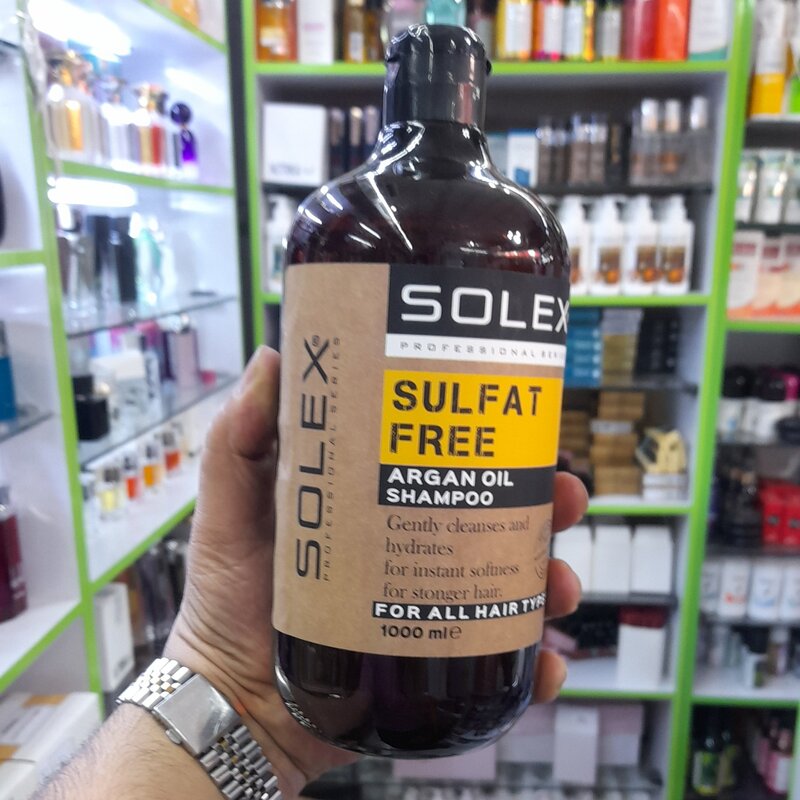 SOLEX
PROFESSIONAL SERIES
SULFAT
FREE
ARGAN OIL
SHAMPOO
Gently cleanses and
hydrates
for instant softness
for stonger hair.
FOR ALL HAIR TYPE
1000 ml e
SOLEX®
PROFESSIONAL SERIES